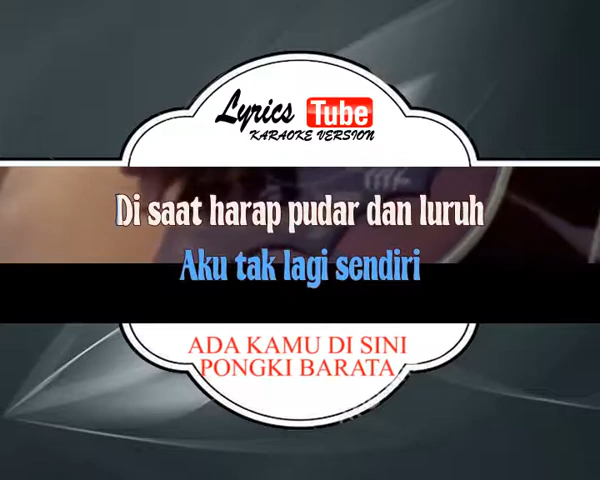 Lyrics Tube
KARAOKE VERSION
Di saat harap pudar dan luruh
Aku tak lagi sendiri
ADA KAMU DI SINI
PONGKI BARATA